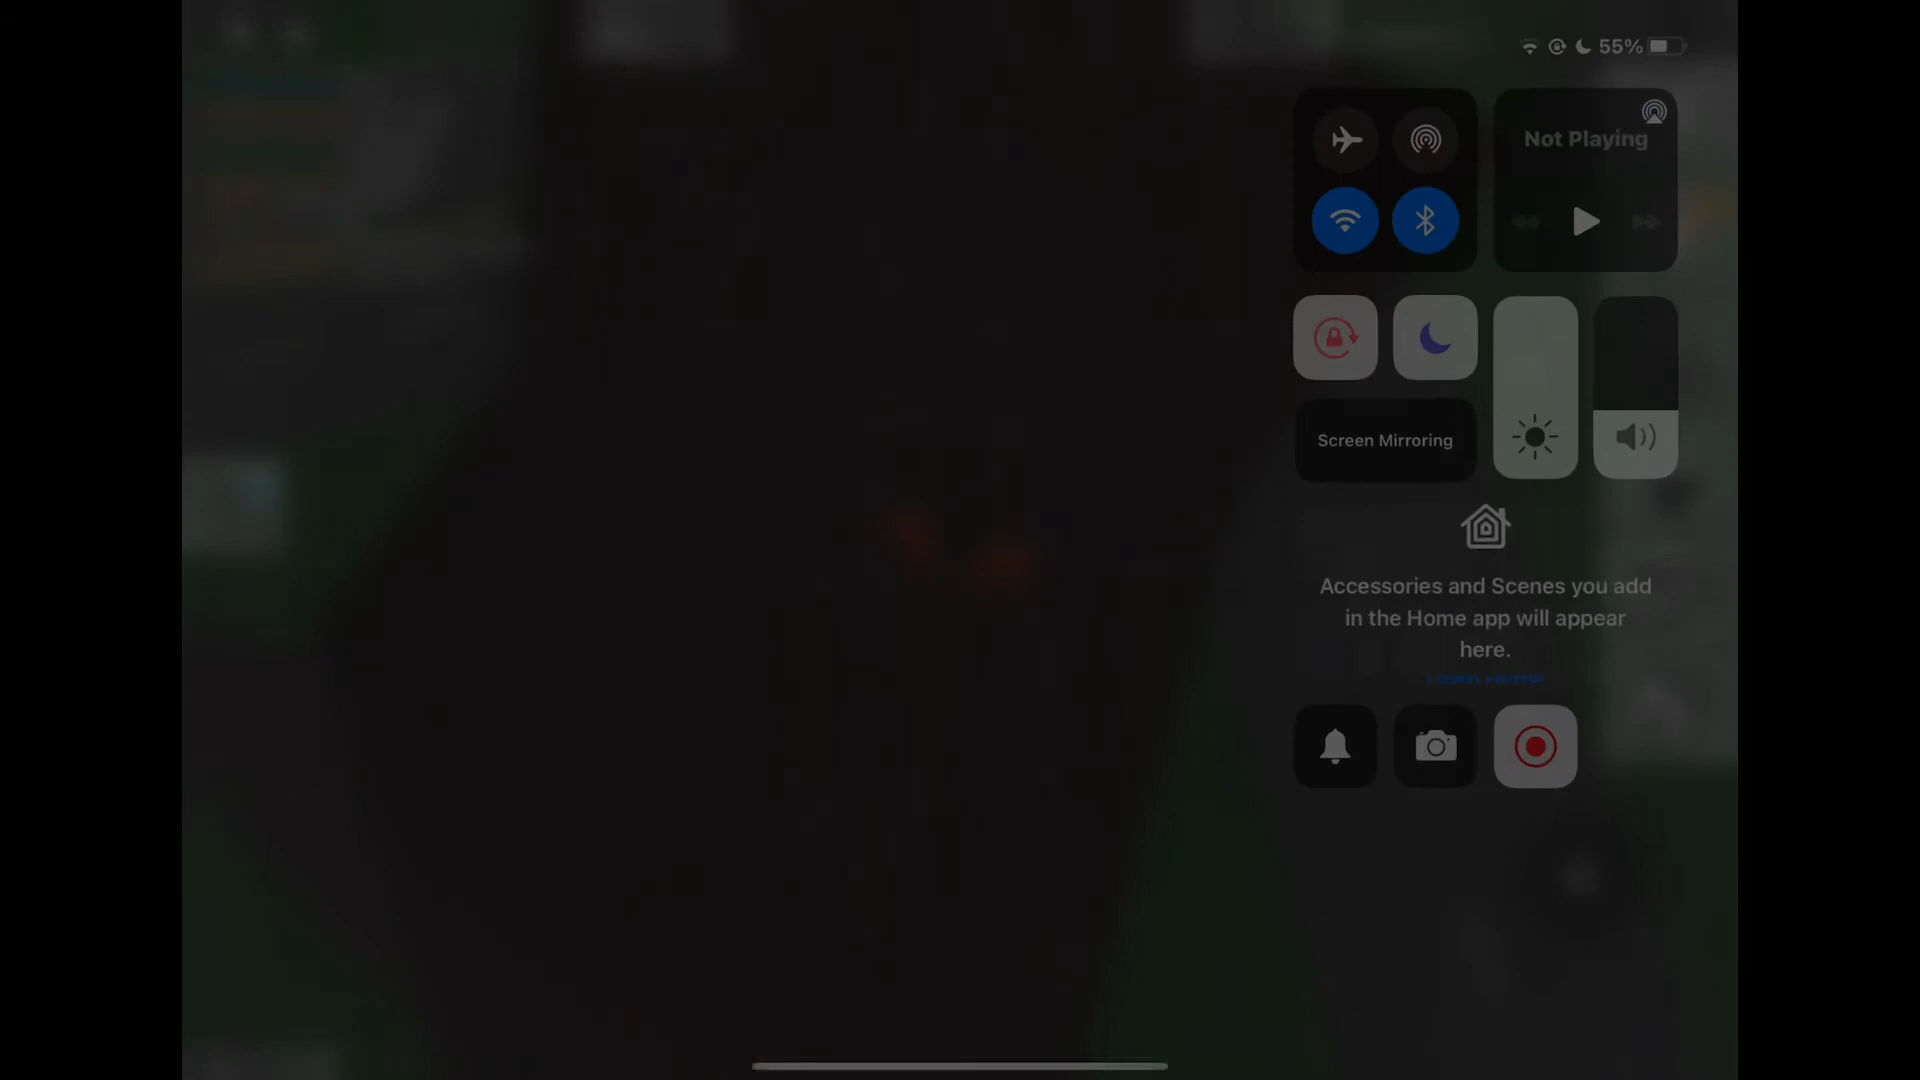 55%
Not Playing
Screen Mirroring
Accessories and Scenes you add
in the Home app will appear
here.